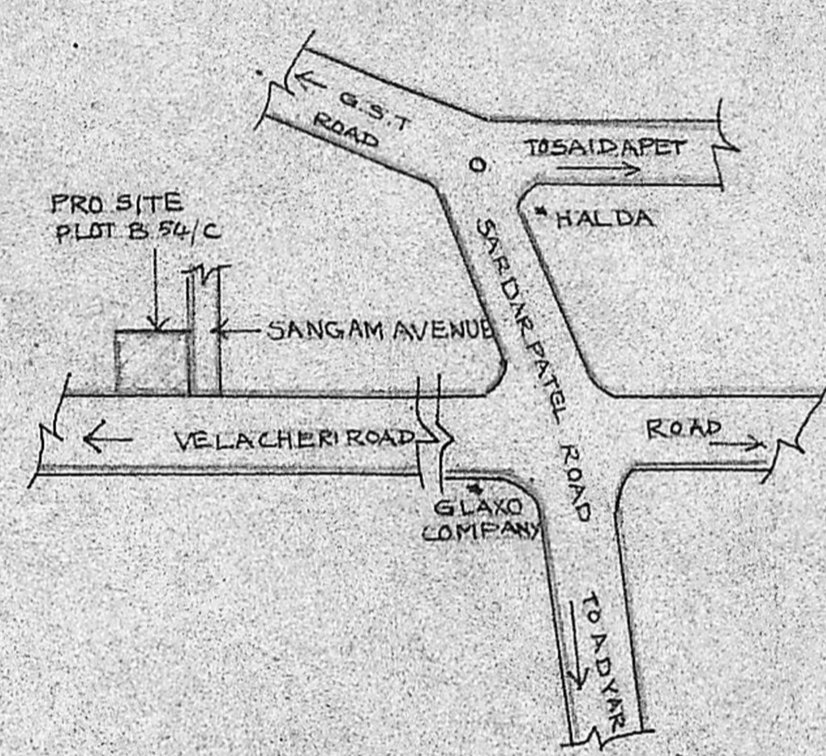 G.S.T
ROAD
TO SAIDAPET
HALDA
PRO SITE
PLOT B 54/C
SANGAM AVENUE
SARDAR PATEL ROAD
VELACHERI ROAD
ROAD
GLAXO
COMPANY
TO ADYAR